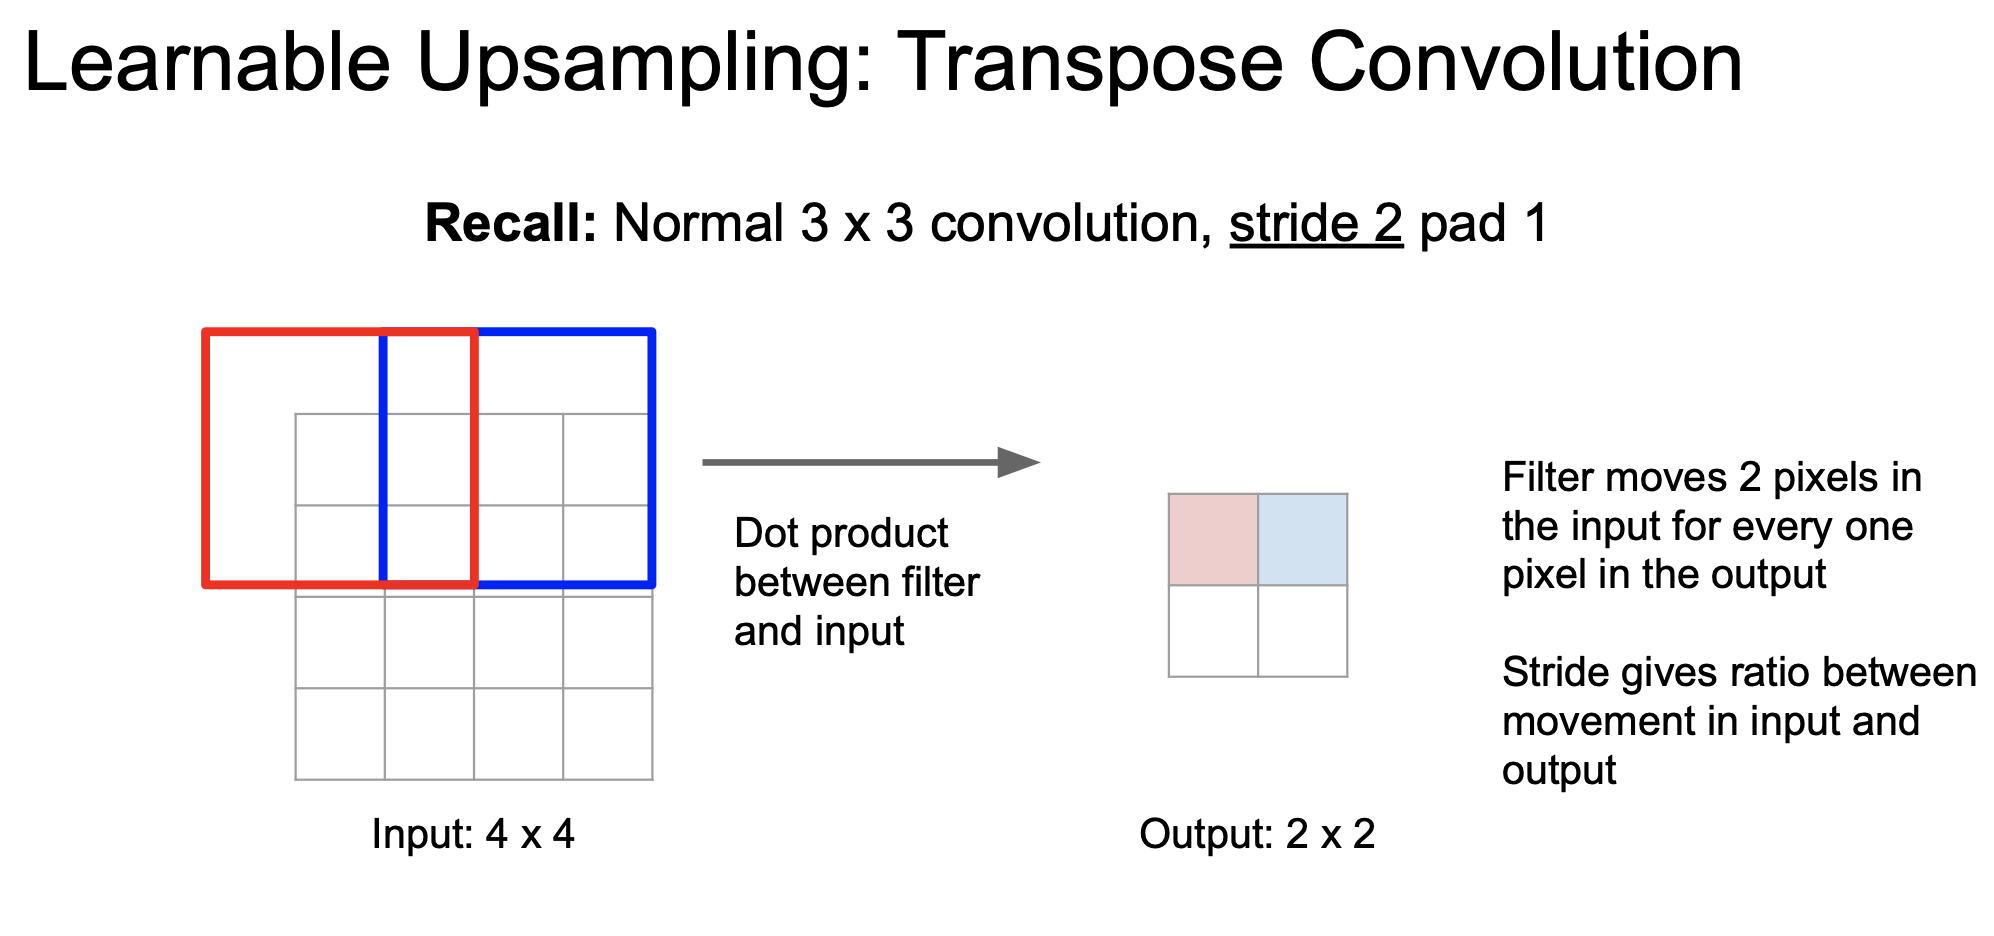 Learnable Upsampling: Transpose Convolution
Recall: Normal 3 x 3 convolution, stride 2 pad 1
Dot product
between filter
and input
Filter moves 2 pixels in
the input for every one
pixel in the output
Stride gives ratio between
movement in input and
output
Input: 4 x 4
Output: 2 x 2